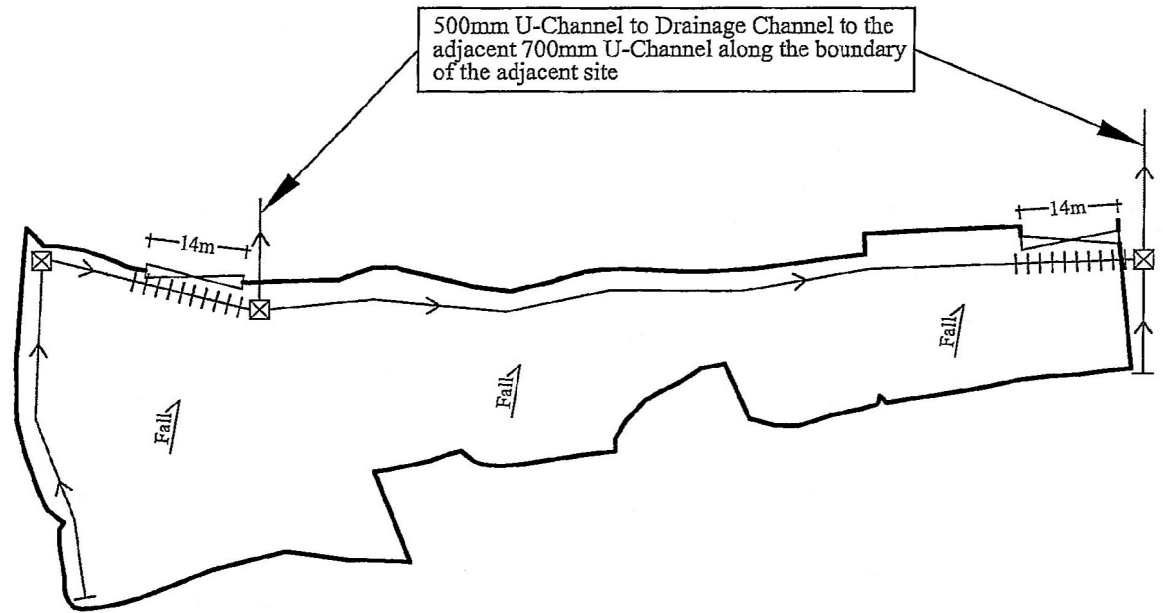 500mm U-Channel to Drainage Channel to the
adjacent 700mm U-Channel along the boundary
of the adjacent site
14m
14m
Fall
Fall
Fall